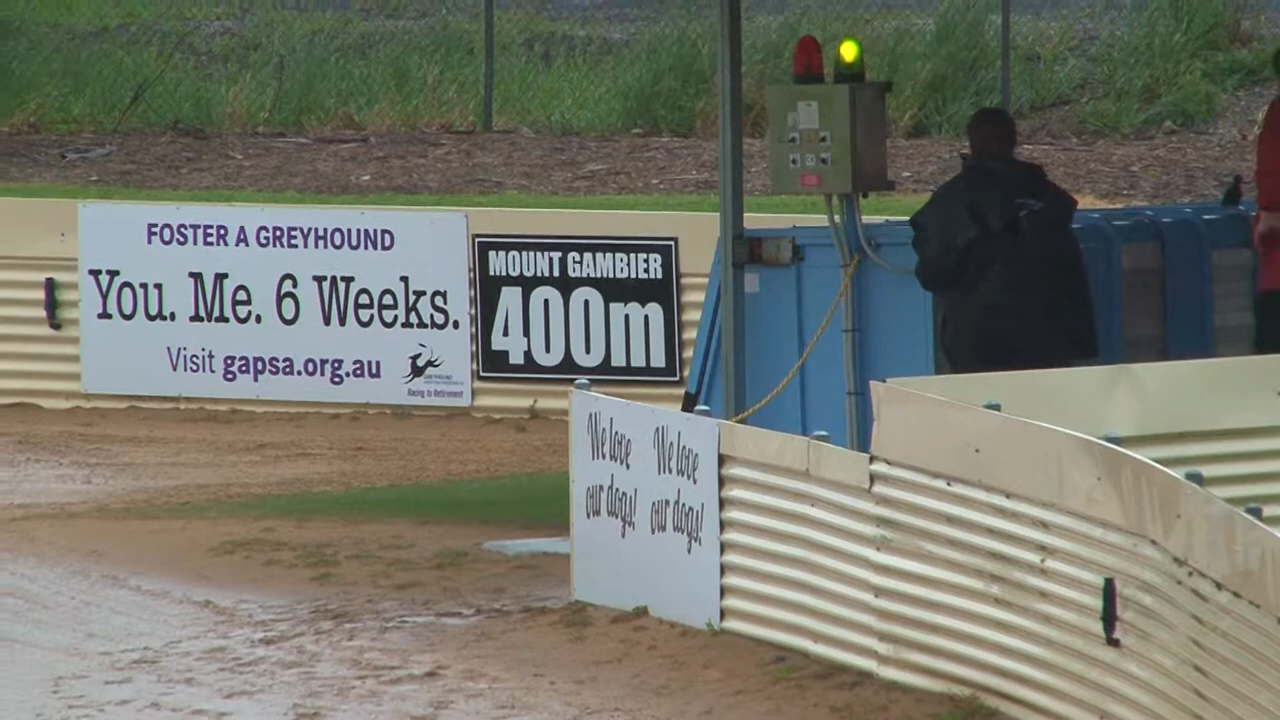 FOSTER A GREYHOUND
You. Me. 6 Weeks.
Visit gapsa.org.au
GREYHOUND
Racing to Retirement
MOUNT GAMBIER
400m
We love
our dogs!
We love
our dogs!